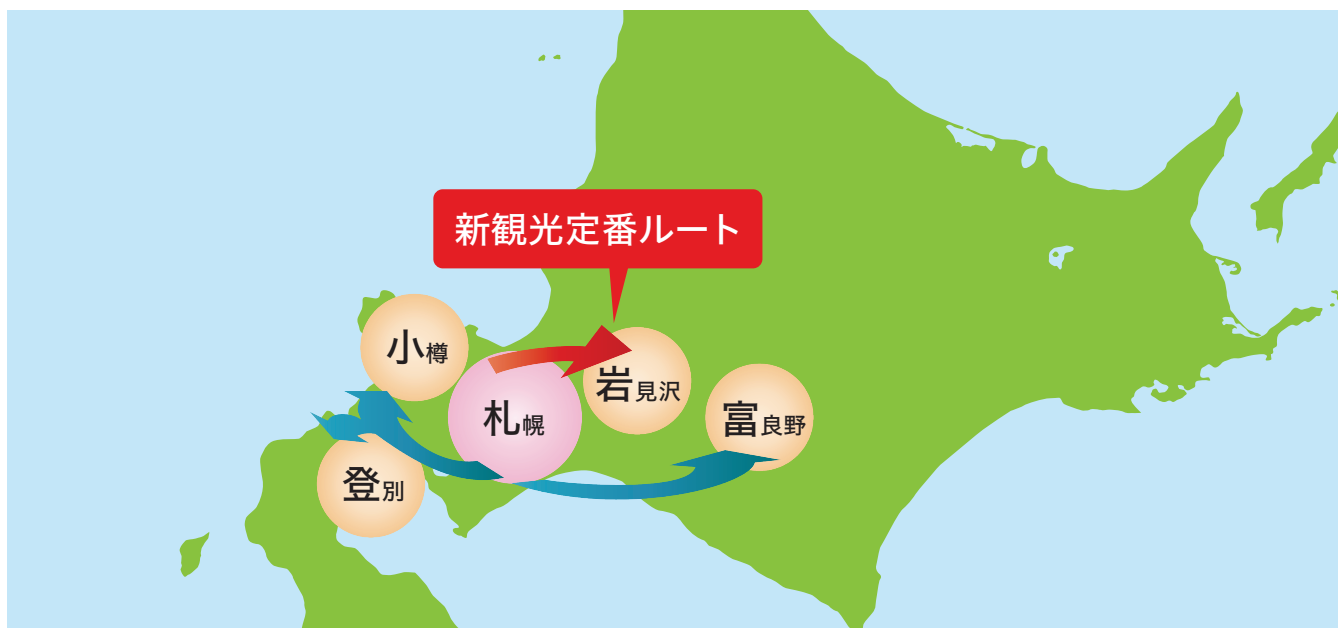 新観光定番ルート
小樽
岩見沢
札幌
富良野
登別